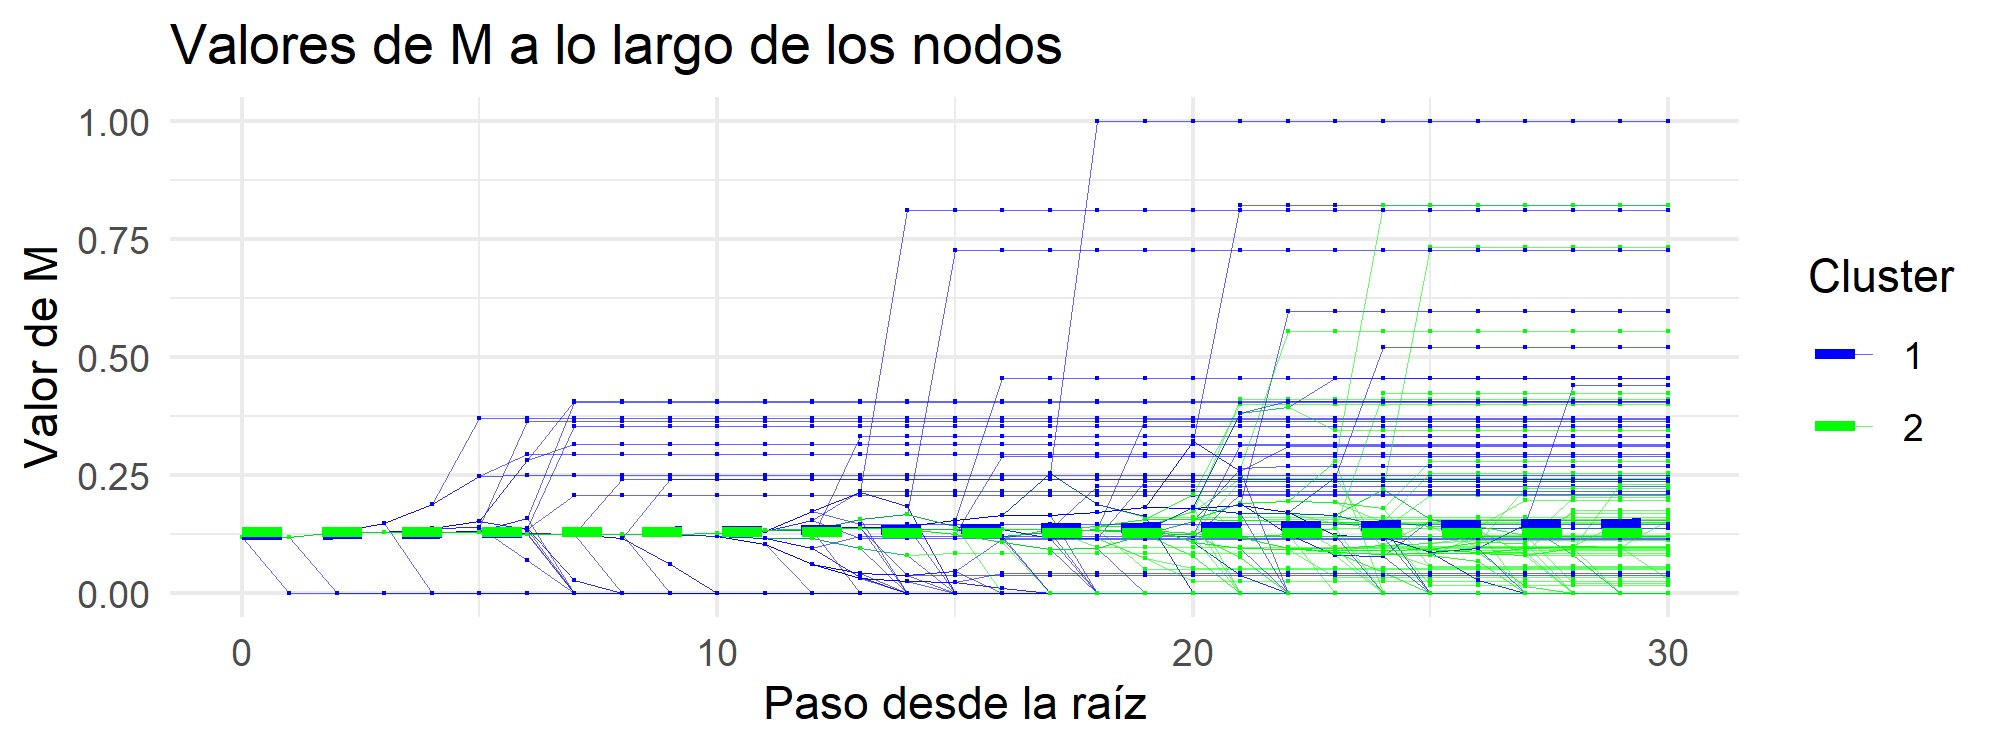 Valores de M a lo largo de los nodos
Valor de M
1.00
0.75
0.50
0.25
0.00
0
10
20
30
Paso desde la raíz
Cluster
1
2